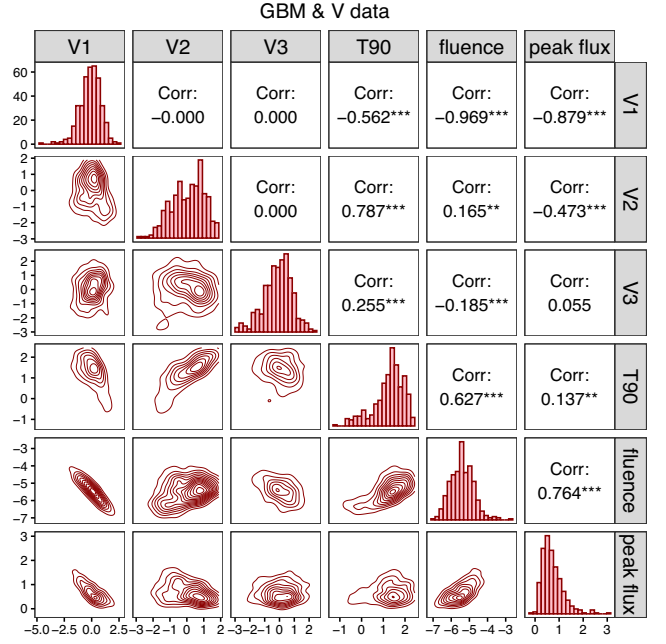 GBM & V data
V1 V2 V3 T90 fluence peak flux
60
40
20
0
Corr: Corr: Corr: Corr: Corr:
−0.000 0.000 −0.562*** −0.969*** −0.879***
V1
2
1
0
−1
−2
−3
Corr: Corr: Corr: Corr:
0.000 0.787*** 0.165** −0.473***
V2
2
1
0
−1
−2
−3
Corr: Corr: Corr:
0.255*** −0.185*** 0.055
V3
2
1
0
−1
Corr: Corr:
0.627*** 0.137**
T90
−3
−4
−5
−6
−7
Corr:
0.764***
fluence
3
2
1
0
peak flux
−5.0 −2.5 0.0 2.5 −3 −2 −1 0 1 2 −3 −2 −1 0 1 2 −1 0 1 2 −7 −6 −5 −4 −3 0 1 2 3